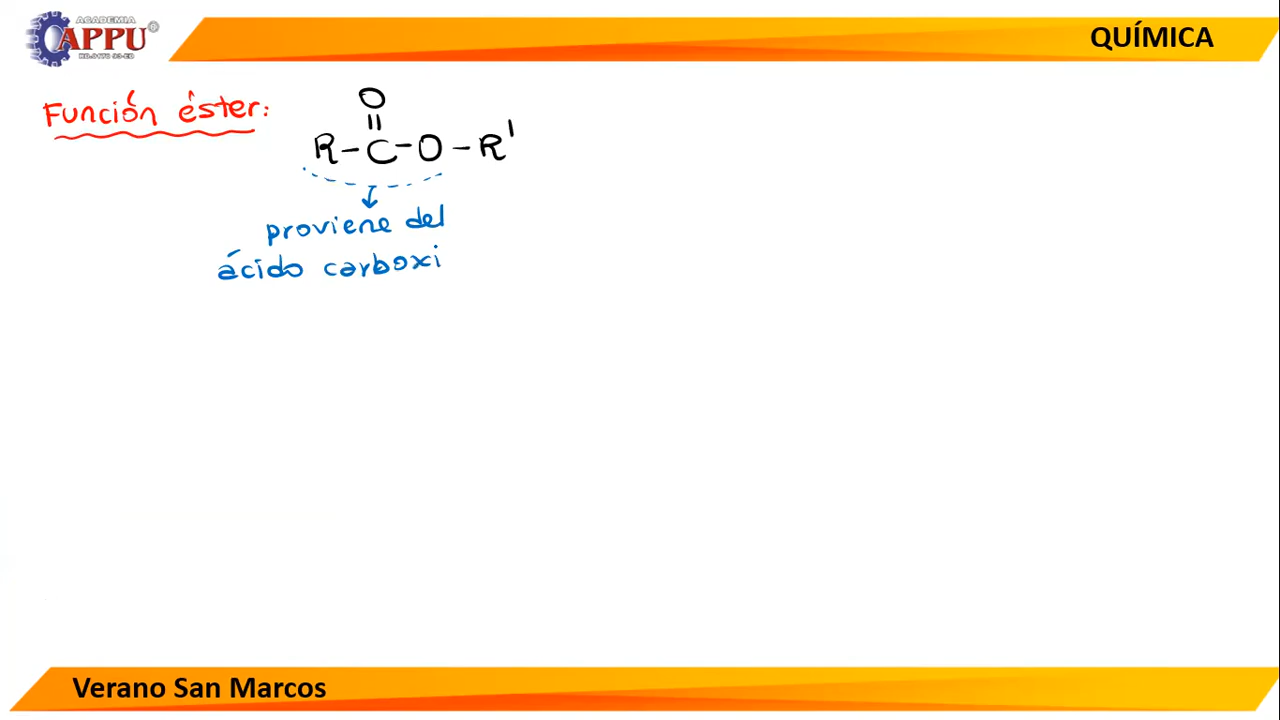 ACADEMIA
APPU
QUÍMICA
Función éster:
O
R-C-O-R'
proviene del
ácido carboxi
Verano San Marcos